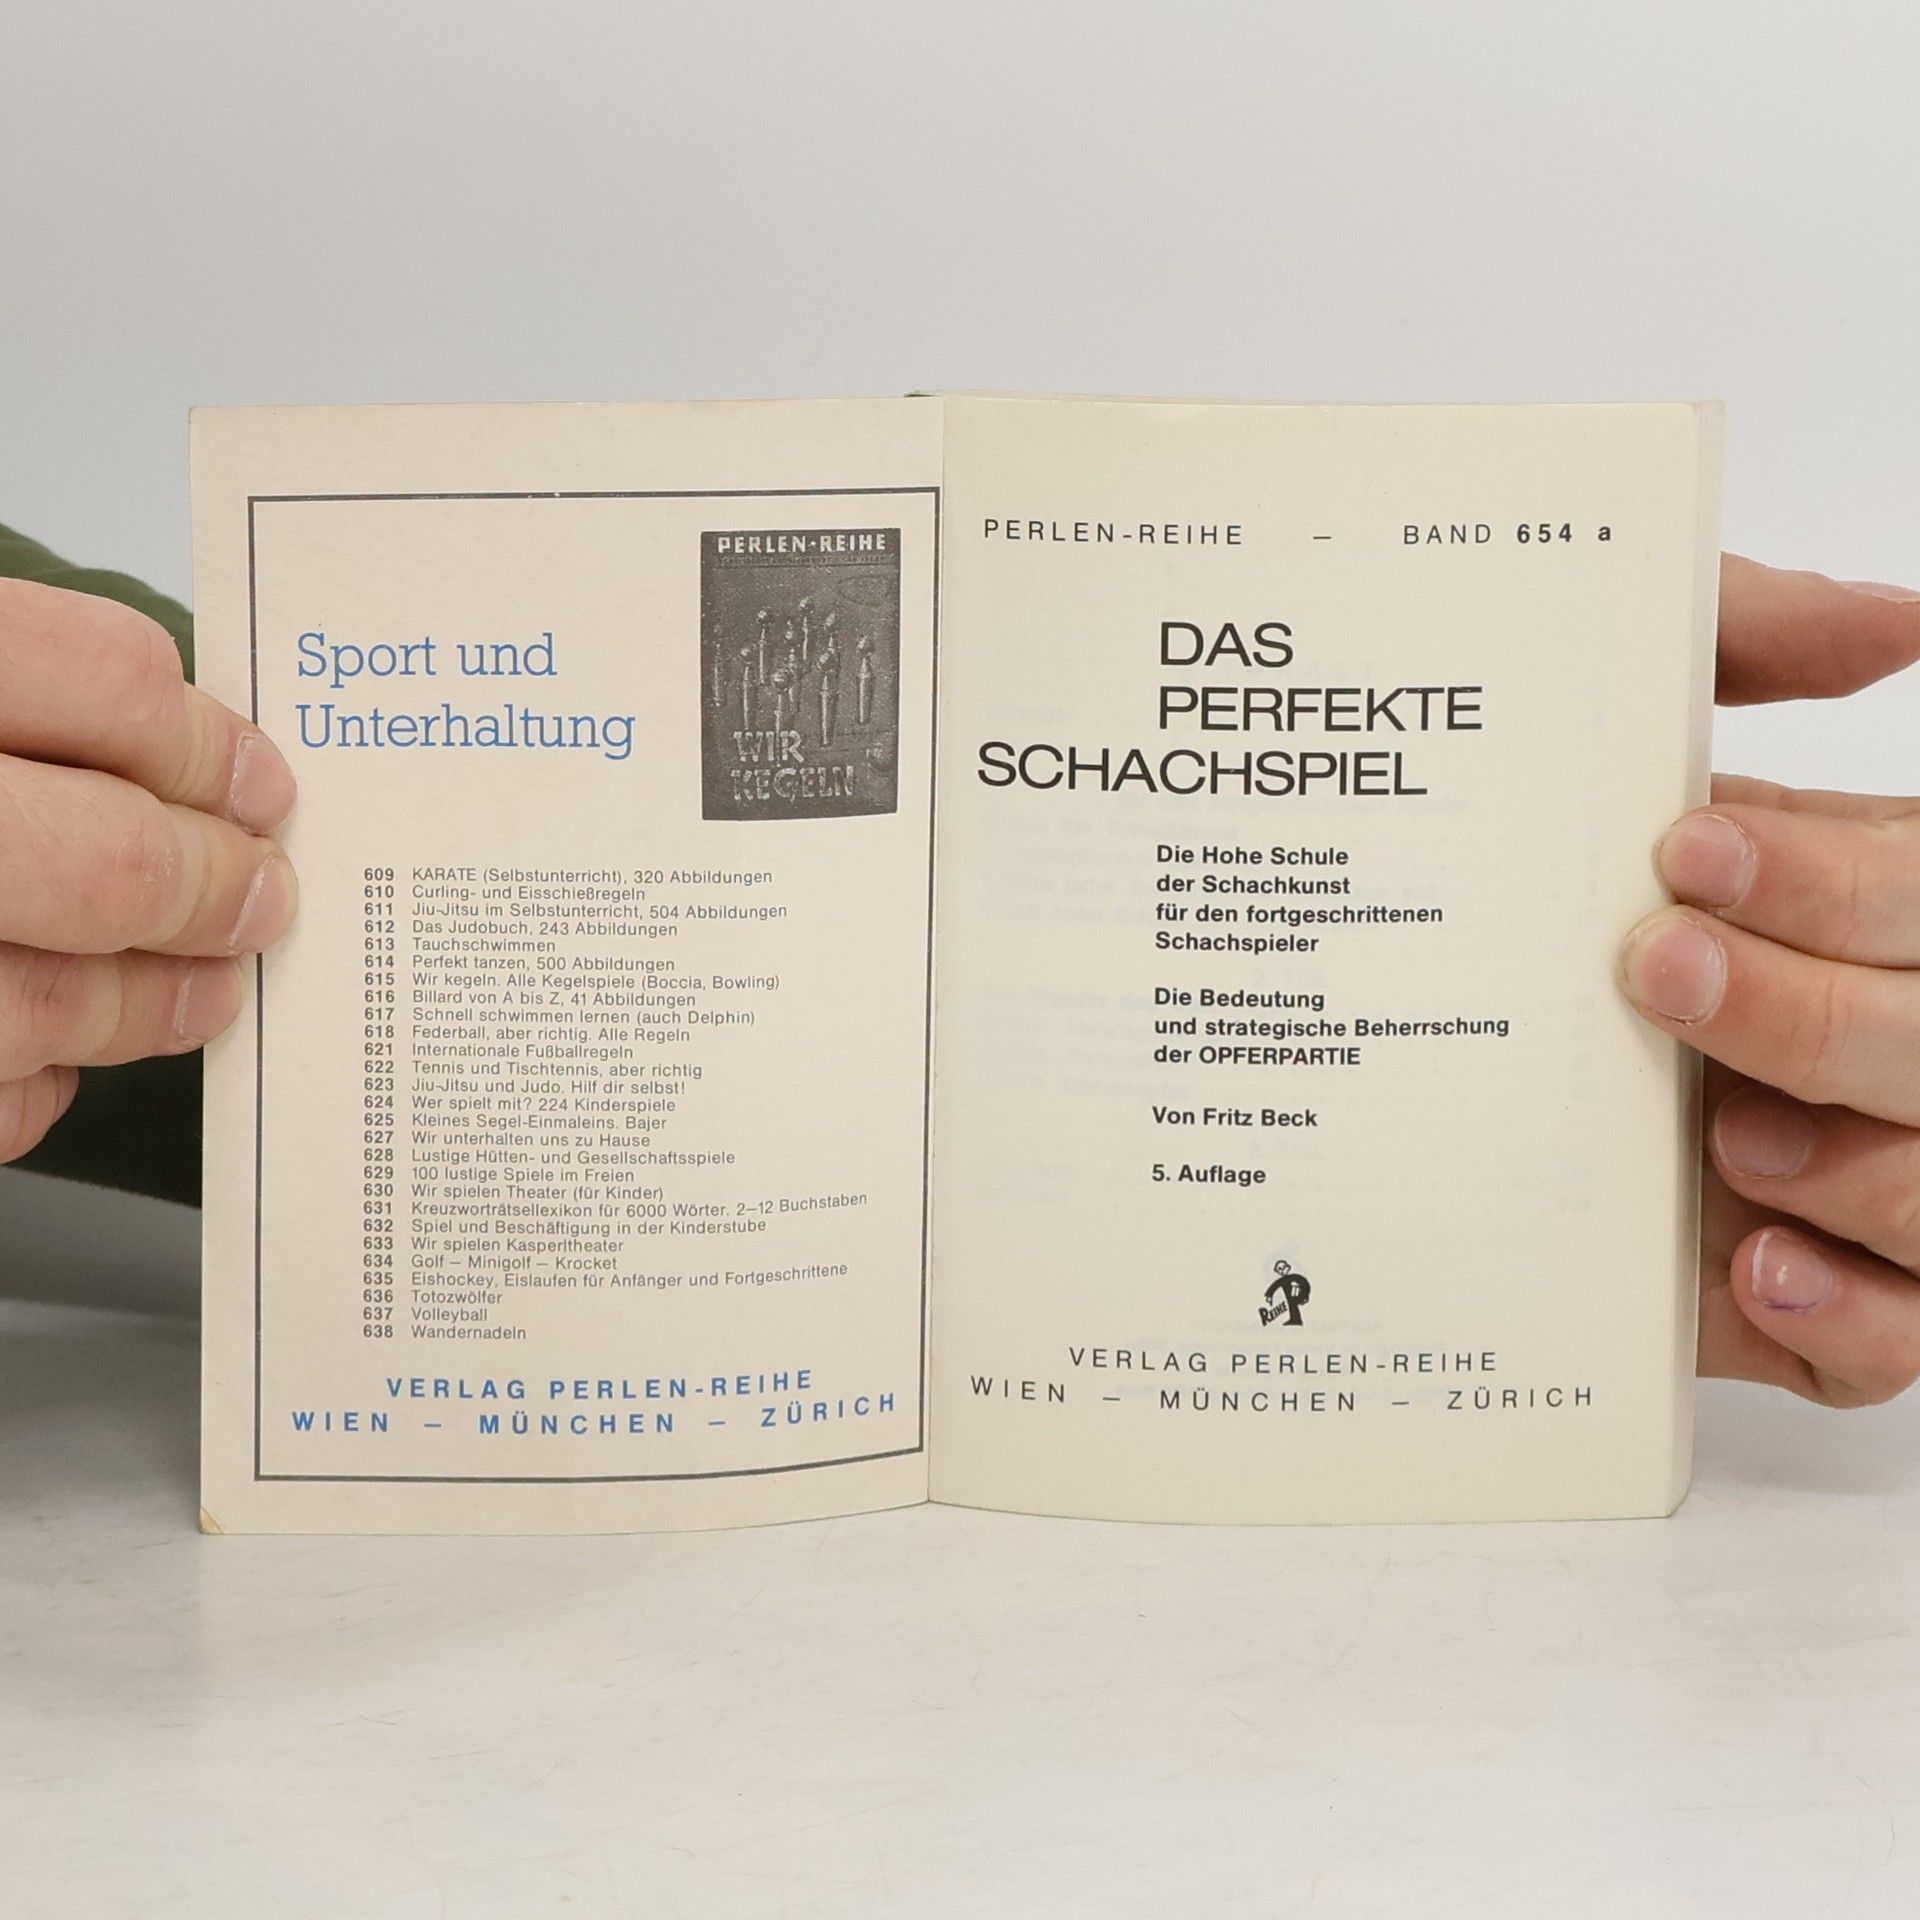 PERLEN-REIHE
WIR
KEGELN
Sport und
Unterhaltung
609 KARATE (Selbstunterricht), 320 Abbildungen
610 Curling- und Eisschießregeln
611 Jiu-Jitsu im Selbstunterricht, 504 Abbildungen
612 Das Judobuch, 243 Abbildungen
613 Tauchschwimmen
614 Perfekt tanzen, 500 Abbildungen
615 Wir kegeln. Alle Kegelspiele (Boccia, Bowling)
616 Billard von A bis Z, 41 Abbildungen
617 Schnell schwimmen lernen (auch Delphin)
618 Federball, aber richtig. Alle Regeln
621 Internationale Fußballregeln
622 Tennis und Tischtennis, aber richtig
623 Jiu-Jitsu und Judo. Hilf dir selbst!
624 Wer spielt mit? 224 Kinderspiele
625 Kleines Segel-Einmaleins. Bajer
627 Wir unterhalten uns zu Hause
628 Lustige Hütten- und Gesellschaftsspiele
629 100 lustige Spiele im Freien
630 Wir spielen Theater (für Kinder)
631 Kreuzworträtsellexikon für 6000 Wörter. 2–12 Buchstaben
632 Spiel und Beschäftigung in der Kinderstube
633 Wir spielen Kasperltheater
634 Golf – Minigolf – Krocket
635 Eishockey, Eislaufen für Anfänger und Fortgeschrittene
636 Totozwölfer
637 Volleyball
638 Wandernadeln
VERLAG PERLEN-REIHE
WIEN – MÜNCHEN – ZÜRICH
PERLEN-REIHE – BAND 654 a
DAS
PERFEKTE
SCHACHSPIEL
Die Hohe Schule
der Schachkunst
für den fortgeschrittenen
Schachspieler
Die Bedeutung
und strategische Beherrschung
der OPFERPARTIE
Von Fritz Beck
5. Auflage
REIHE P
VERLAG PERLEN-REIHE
WIEN – MÜNCHEN – ZÜRICH